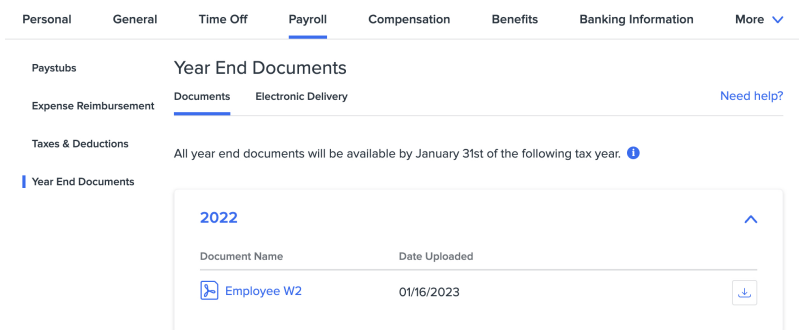 Personal General Time Off Payroll Compensation Benefits Banking Information More
Paystubs
Expense Reimbursement
Taxes & Deductions
Year End Documents
Year End Documents
Documents Electronic Delivery Need help?
All year end documents will be available by January 31st of the following tax year.
2022
Document Name Date Uploaded
Employee W2 01/16/2023